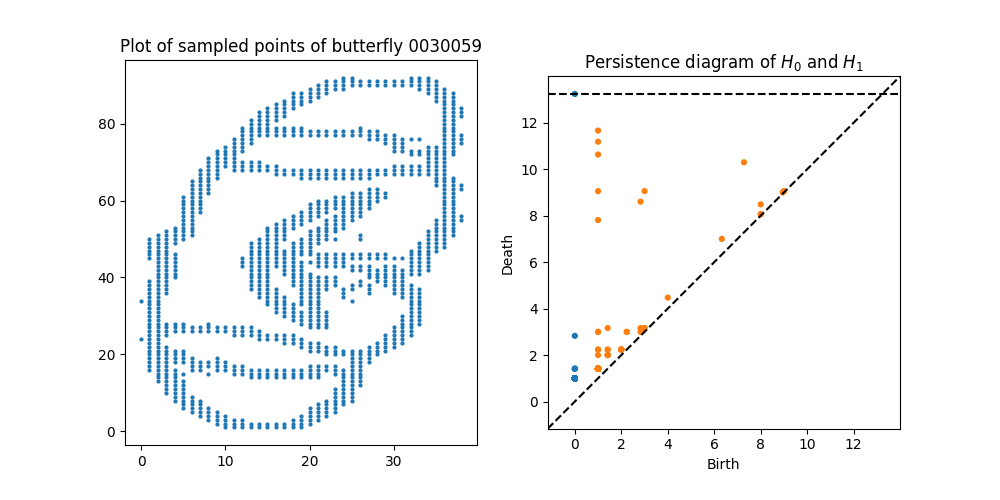 Plot of sampled points of butterfly 0030059
80
60
40
20
0
0 10 20 30
Persistence diagram of H₀ and H₁
Death
12
10
8
6
4
2
0
0 2 4 6 8 10 12
Birth